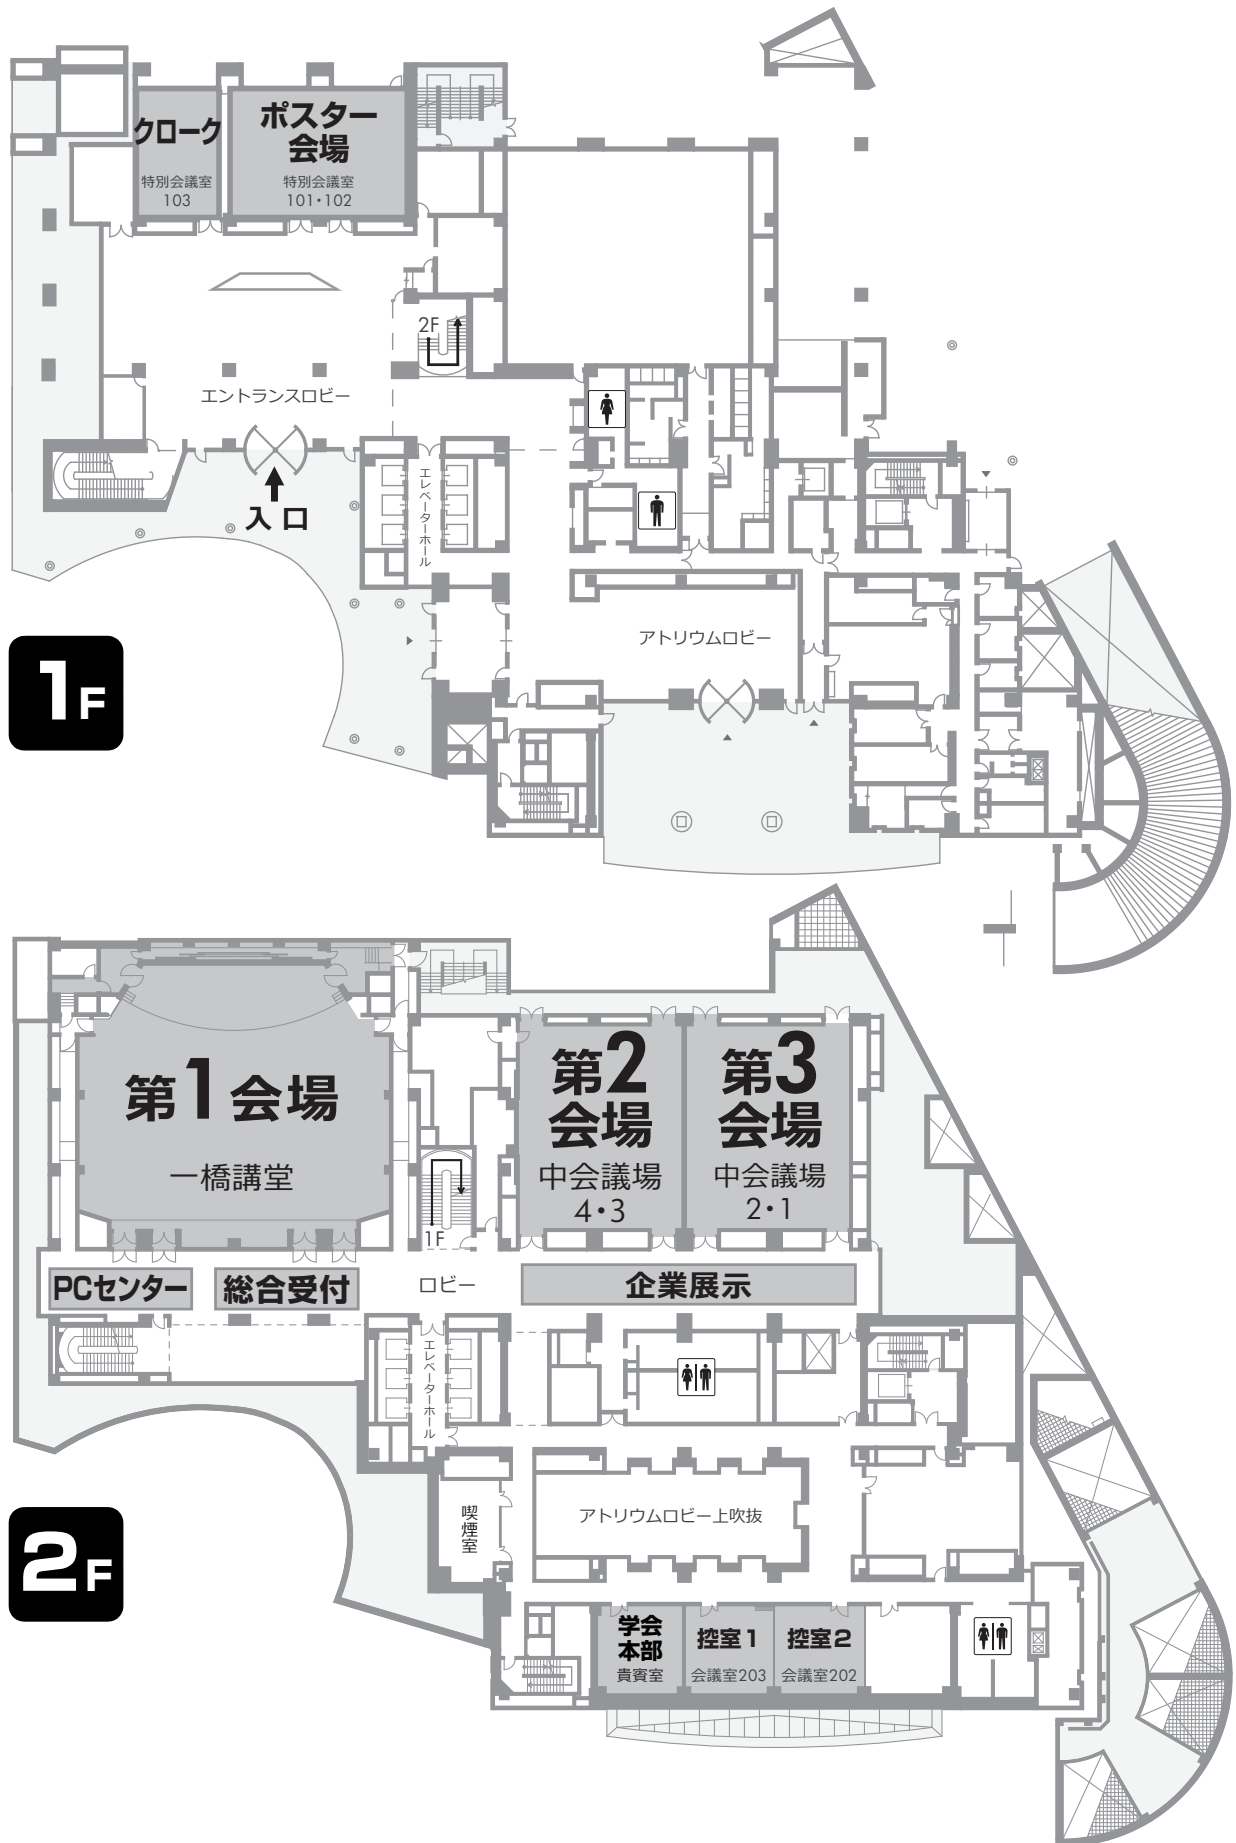 クローク
特別会議室
103
ポスター
会場
特別会議室
101・102
2F
エントランスロビー
入口
エレベーターホール
アトリウムロビー
1F
第1会場
一橋講堂
第2
会場
中会議場
4・3
第3
会場
中会議場
2・1
1F
PCセンター
総合受付
ロビー
企業展示
エレベーターホール
喫煙室
アトリウムロビー上吹抜
2F
学会
本部
貴賓室
控室1
会議室203
控室2
会議室202